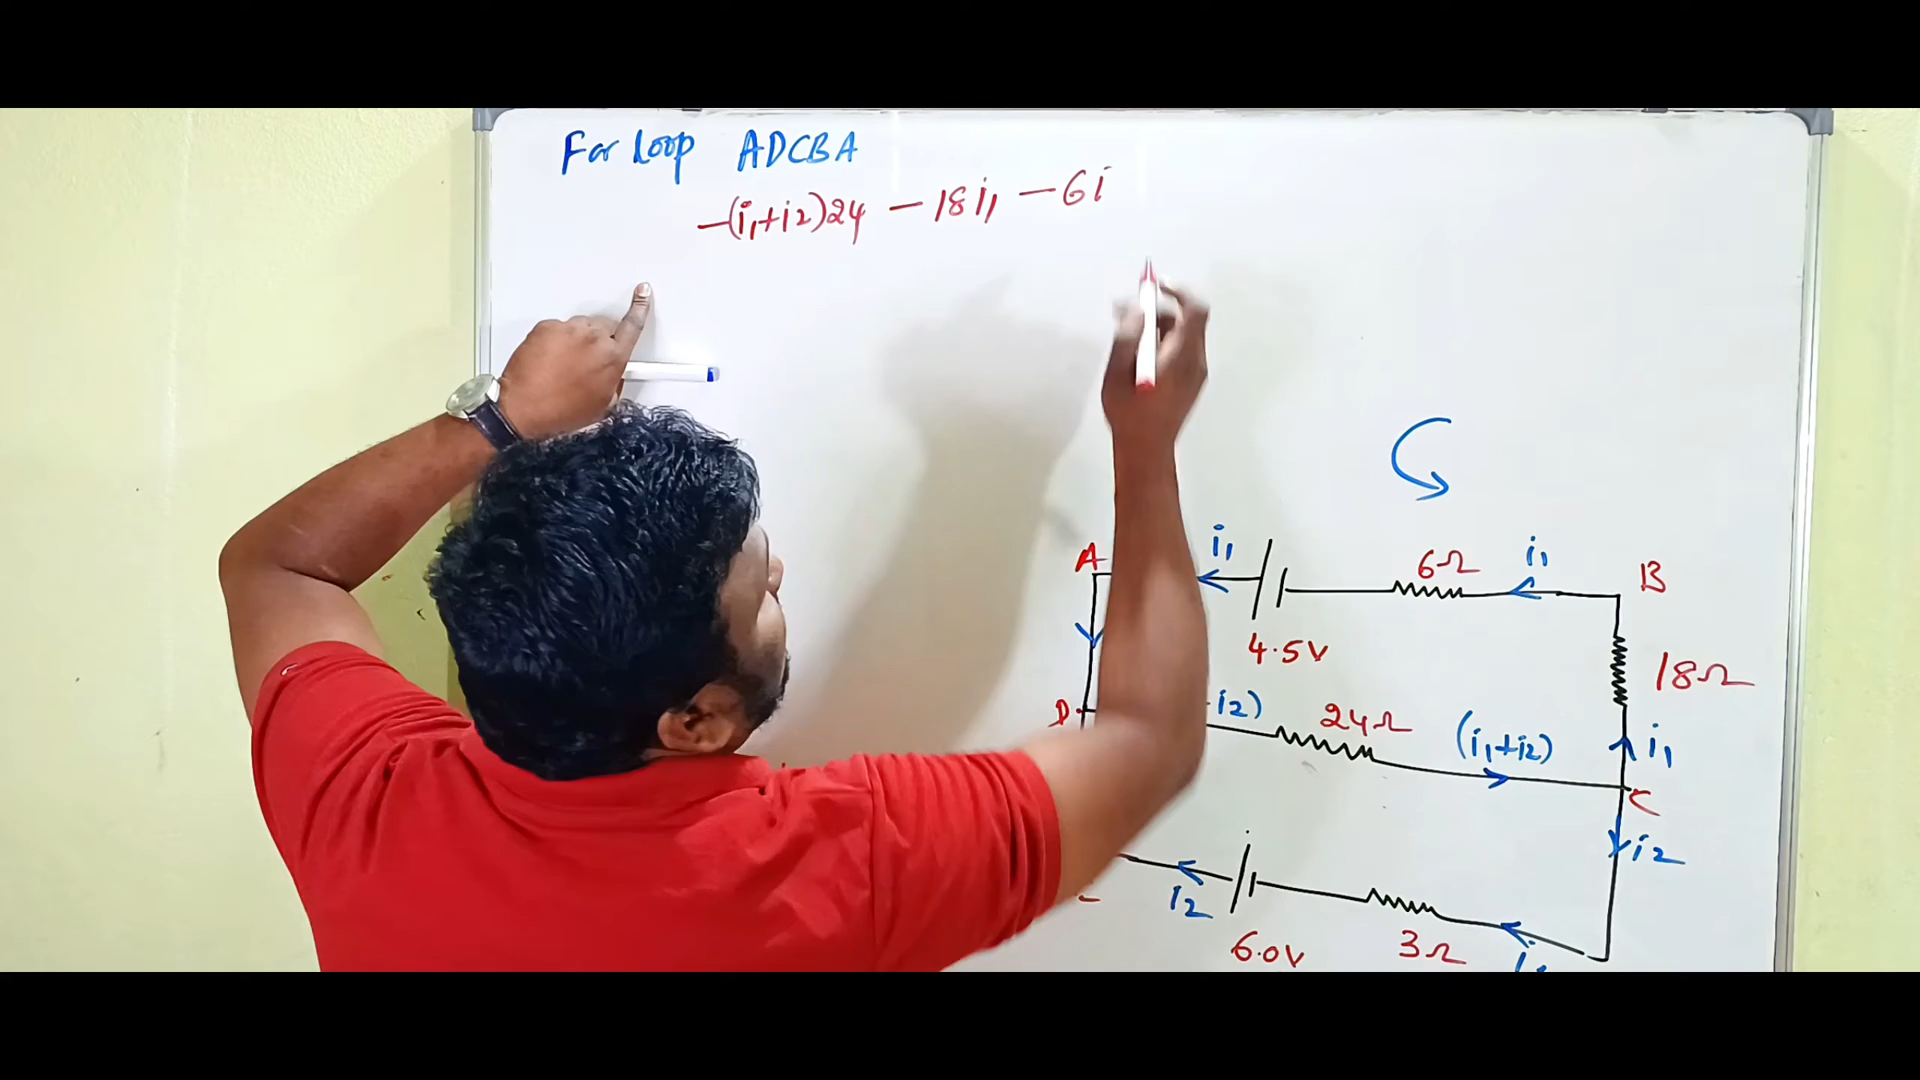 For loop ADCBA
-(i1+i2)24 - 18i1 - 6i
A
i1
6Ω
i1
B
4.5V
18Ω
D
i2)
24Ω
(i1+i2)
i1
C
i2
i2
6.0V
3Ω